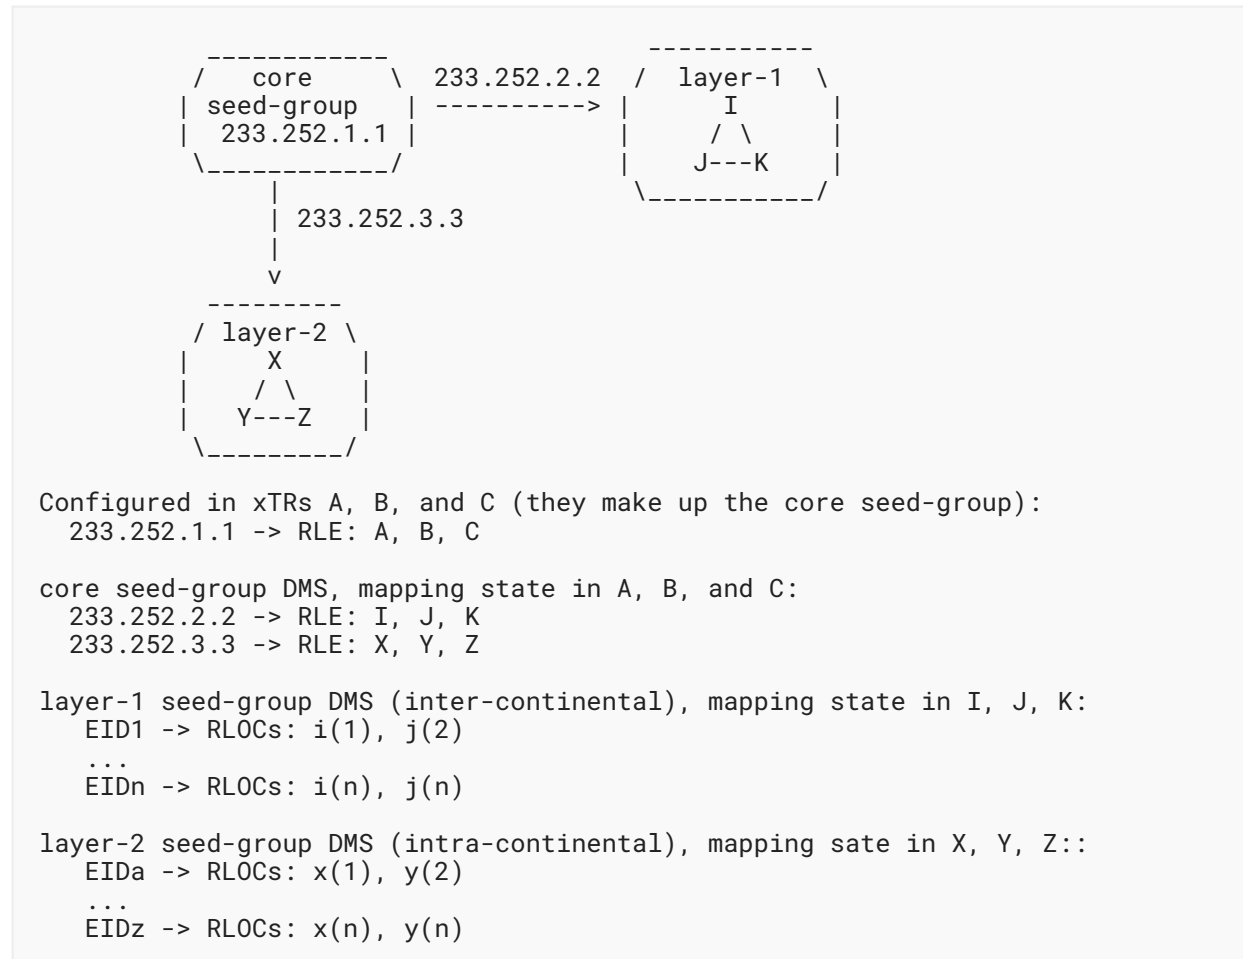 ____________                 -----------
 /   core     \  233.252.2.2  /  layer-1  \
| seed-group   | ----------> |      I      |
|  233.252.1.1 |             |     / \     |
 \____________/              |    J---K    |
      |                       \___________/
      | 233.252.3.3
      |
      v
  ---------
 / layer-2 \
|     X     |
|    / \    |
|   Y---Z   |
 \_________/
Configured in xTRs A, B, and C (they make up the core seed-group):
  233.252.1.1 -> RLE: A, B, C
core seed-group DMS, mapping state in A, B, and C:
  233.252.2.2 -> RLE: I, J, K
  233.252.3.3 -> RLE: X, Y, Z
layer-1 seed-group DMS (inter-continental), mapping state in I, J, K:
   EID1 -> RLOCs: i(1), j(2)
   ...
   EIDn -> RLOCs: i(n), j(n)
layer-2 seed-group DMS (intra-continental), mapping sate in X, Y, Z::
   EIDa -> RLOCs: x(1), y(2)
   ...
   EIDz -> RLOCs: x(n), y(n)